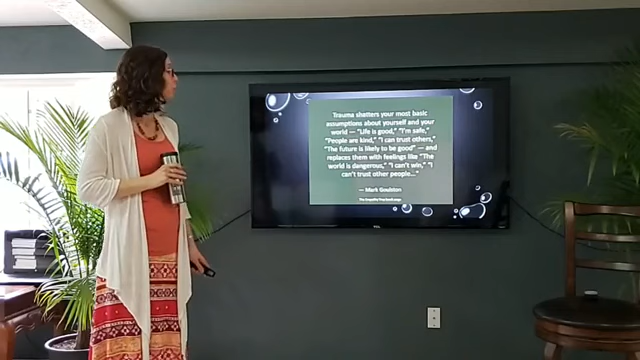 Trauma shatters your most basic
assumptions about yourself and your
world — "Life is good," "I'm safe,"
"People are kind," "I can trust others,"
"The future is likely to be good" — and
replaces them with feelings like "The
world is dangerous," "I can't win," "I
can't trust other people...”
— Mark Goulston
TCL